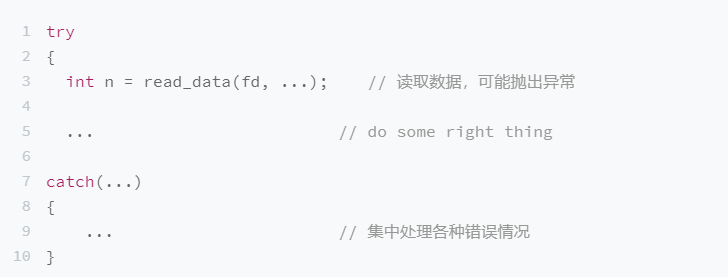 1 try
2 {
3   int n = read_data(fd, ...);    // 读取数据，可能抛出异常
4
5   ...                          // do some right thing
6
7 catch(...)
8 {
9     ...                        // 集中处理各种错误情况
10 }